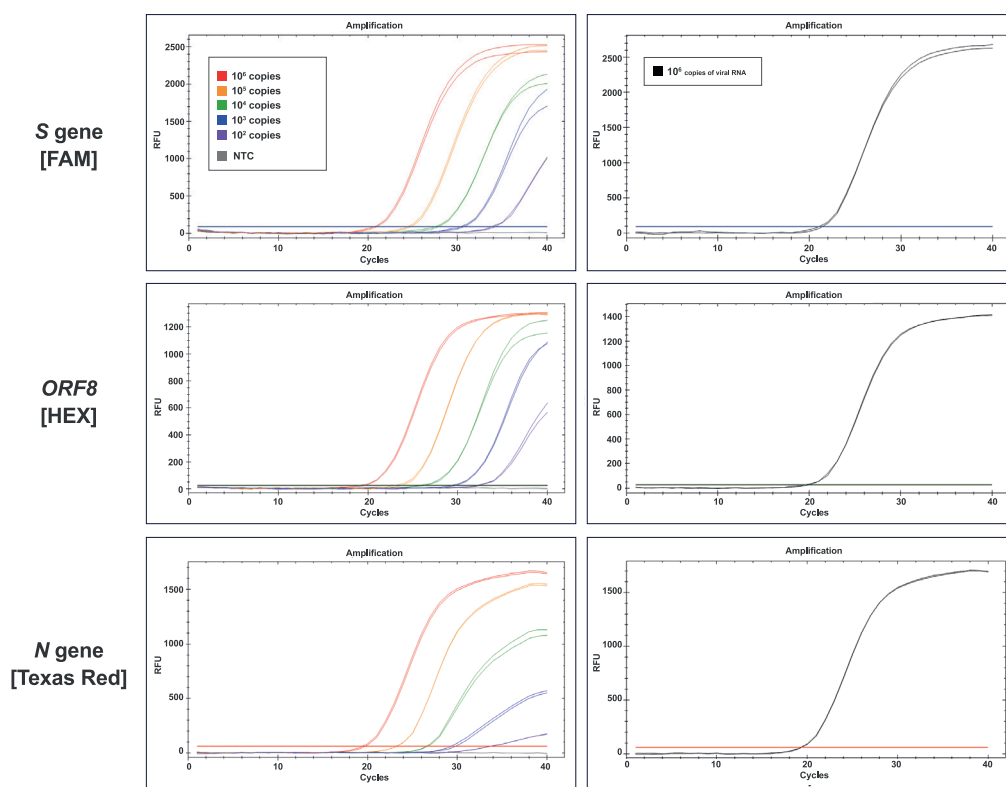 Amplification
2500
2000
1500
1000
500
0
RFU
0 10 20 30 40
Cycles
10⁶ copies
10⁵ copies
10⁴ copies
10³ copies
10² copies
NTC
Amplification
2500
2000
1500
1000
500
0
RFU
0 10 20 30 40
Cycles
10⁶ copies of viral RNA
S gene
[FAM]
Amplification
1200
1000
800
600
400
200
0
RFU
0 10 20 30 40
Cycles
Amplification
1400
1200
1000
800
600
400
200
0
RFU
0 10 20 30 40
Cycles
ORF8
[HEX]
Amplification
1500
1000
500
0
RFU
0 10 20 30 40
Cycles
Amplification
1500
1000
500
0
RFU
0 10 20 30 40
Cycles
N gene
[Texas Red]